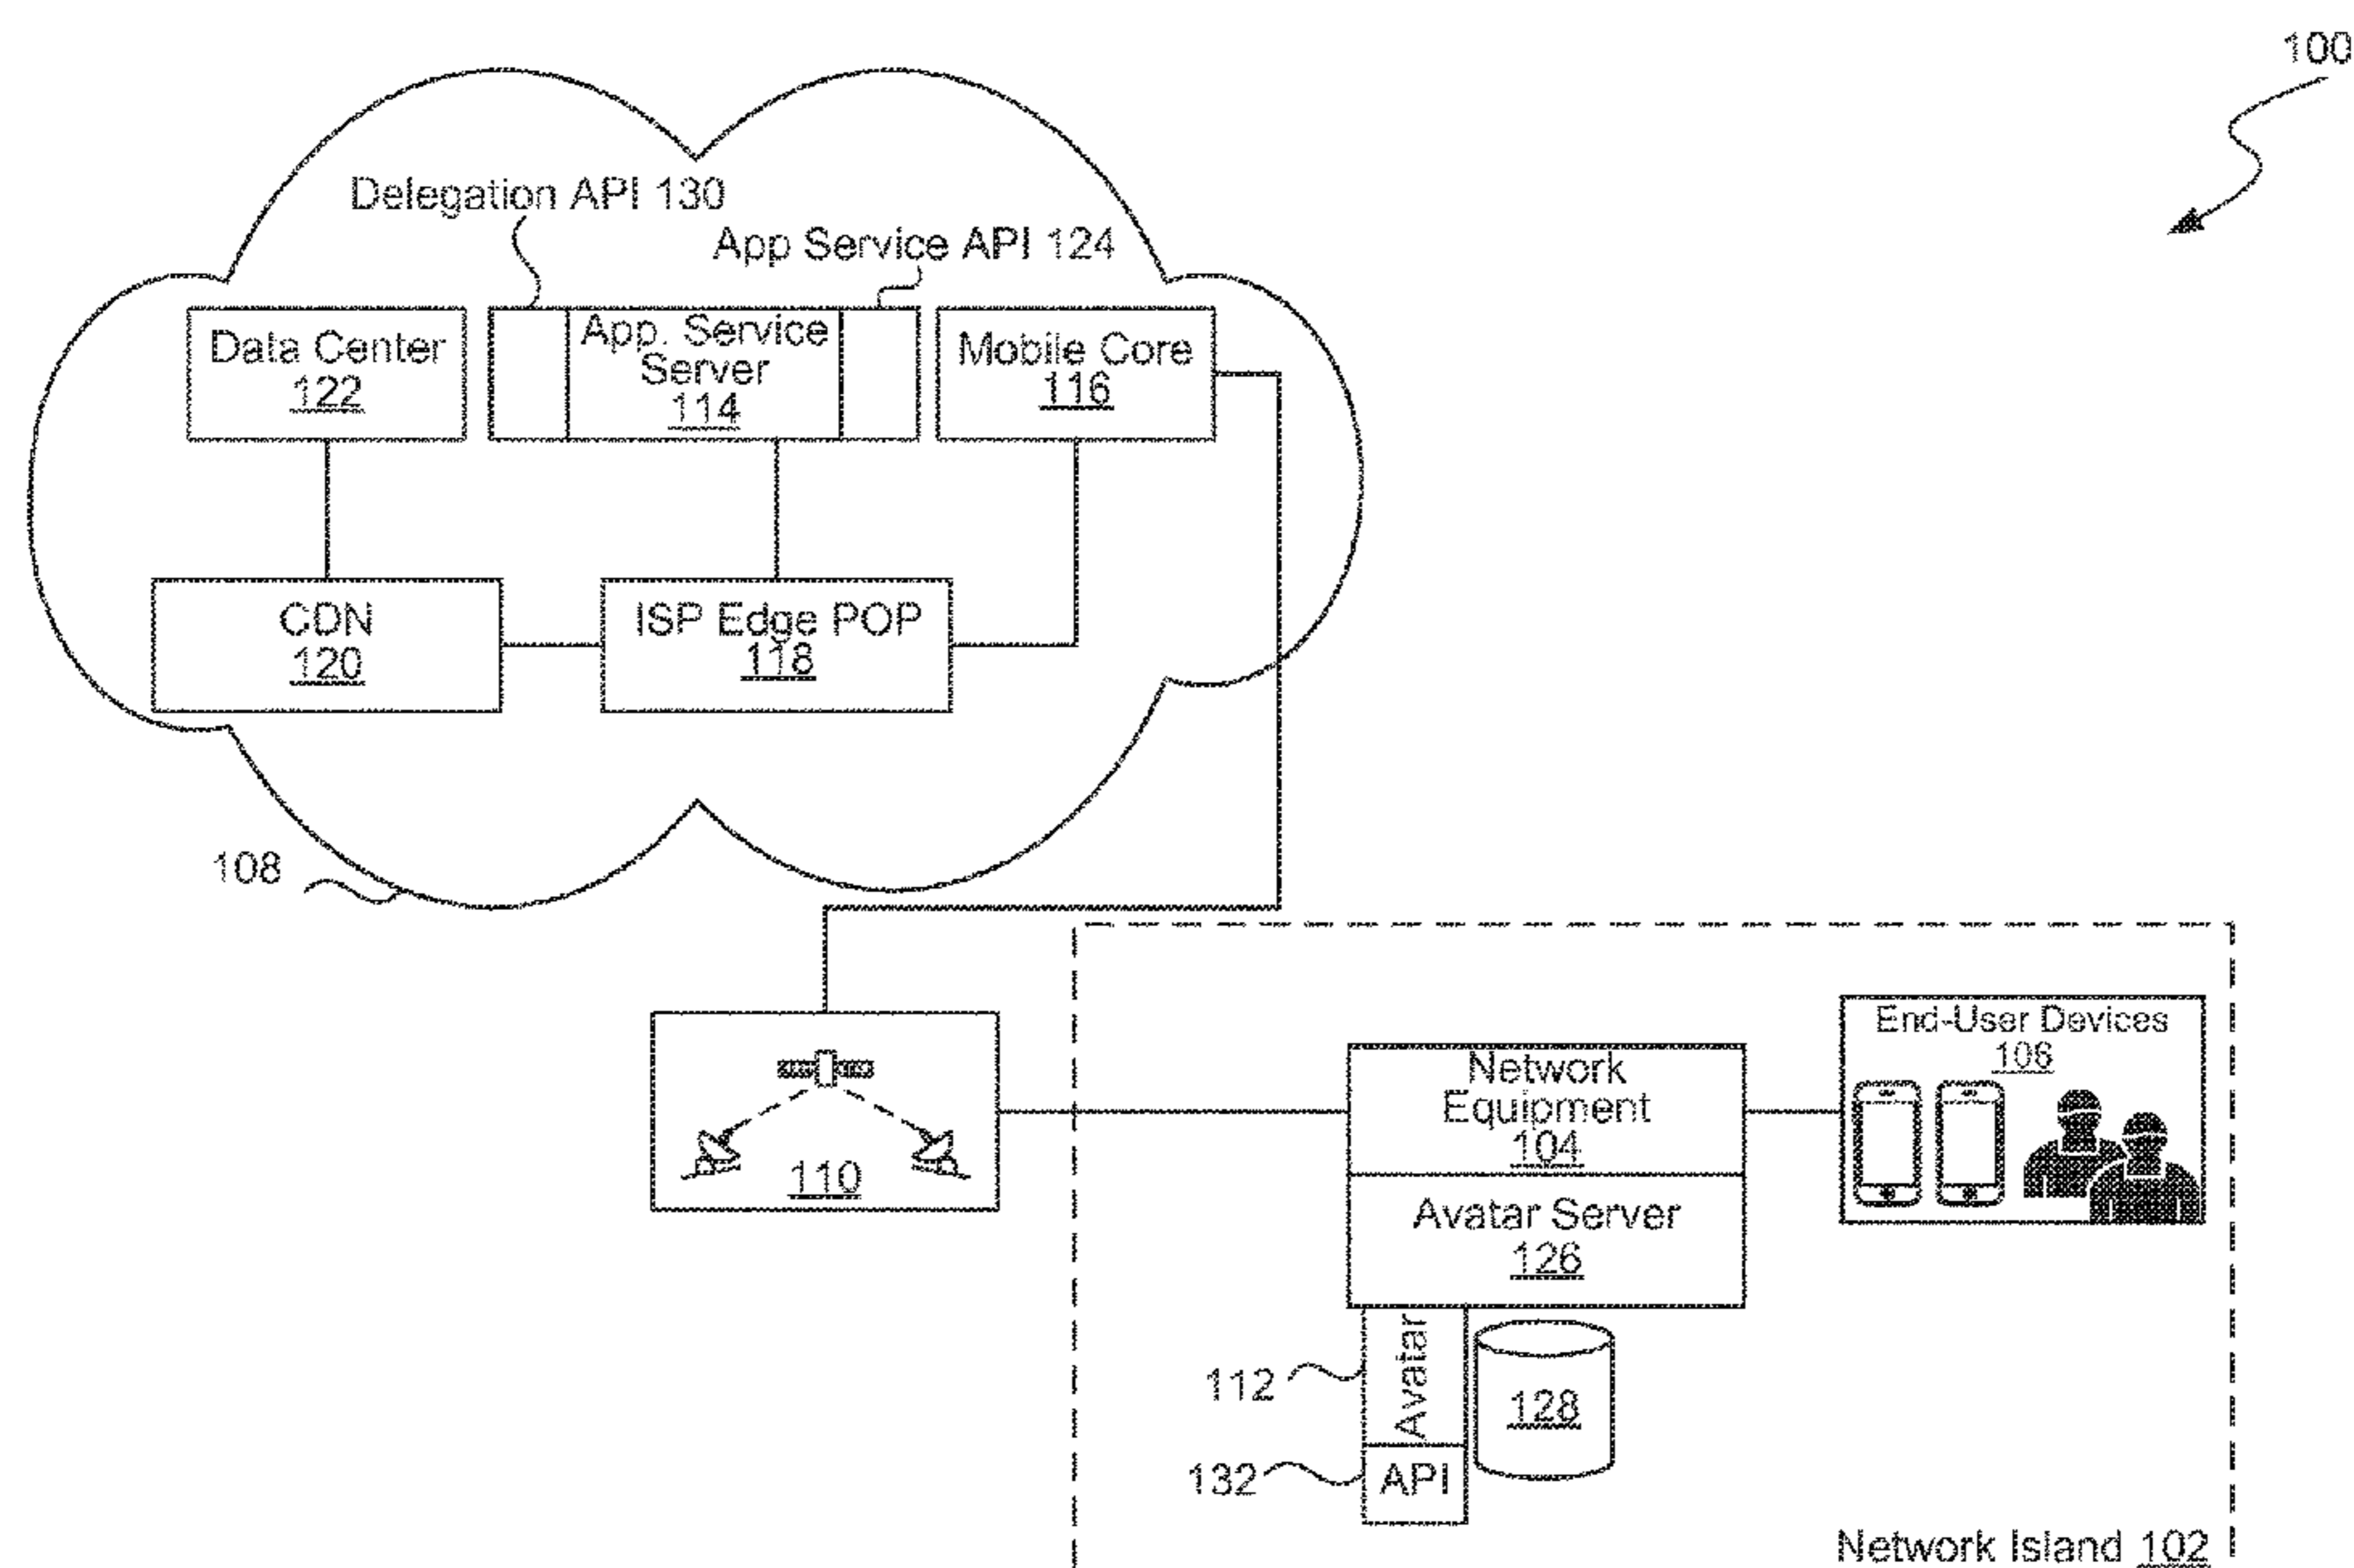 100
Delegation API 130
App Service API 124
Data Center
122
App. Service
Server
114
Mobile Core
116
CDN
120
ISP Edge POP
118
108
110
Network
Equipment
104
Avatar Server
126
End-User Devices
106
112
Avatar
128
132
API
Network Island 102